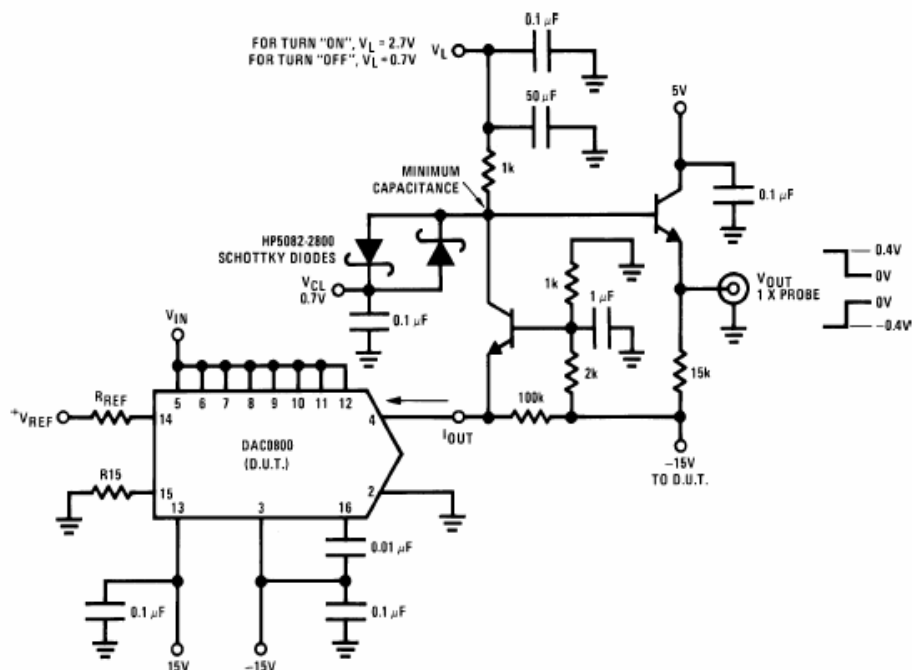 FOR TURN "ON", VL = 2.7V
FOR TURN "OFF", VL = 0.7V
VL
0.1 µF
50 µF
5V
1k
MINIMUM
CAPACITANCE
0.1 µF
HP5082-2800
SCHOTTKY DIODES
VCL
0.7V
0.1 µF
1k
1 µF
2k
VOUT
1 X PROBE
0.4V
0V
0V
−0.4V
15k
100k
IOUT
−15V
TO D.U.T.
VIN
5 6 7 8 9 10 11 12
RREF
+VREF
14
4
DAC0800
(D.U.T.)
R15
15
2
13
3
16
0.01 µF
0.1 µF
0.1 µF
15V
−15V